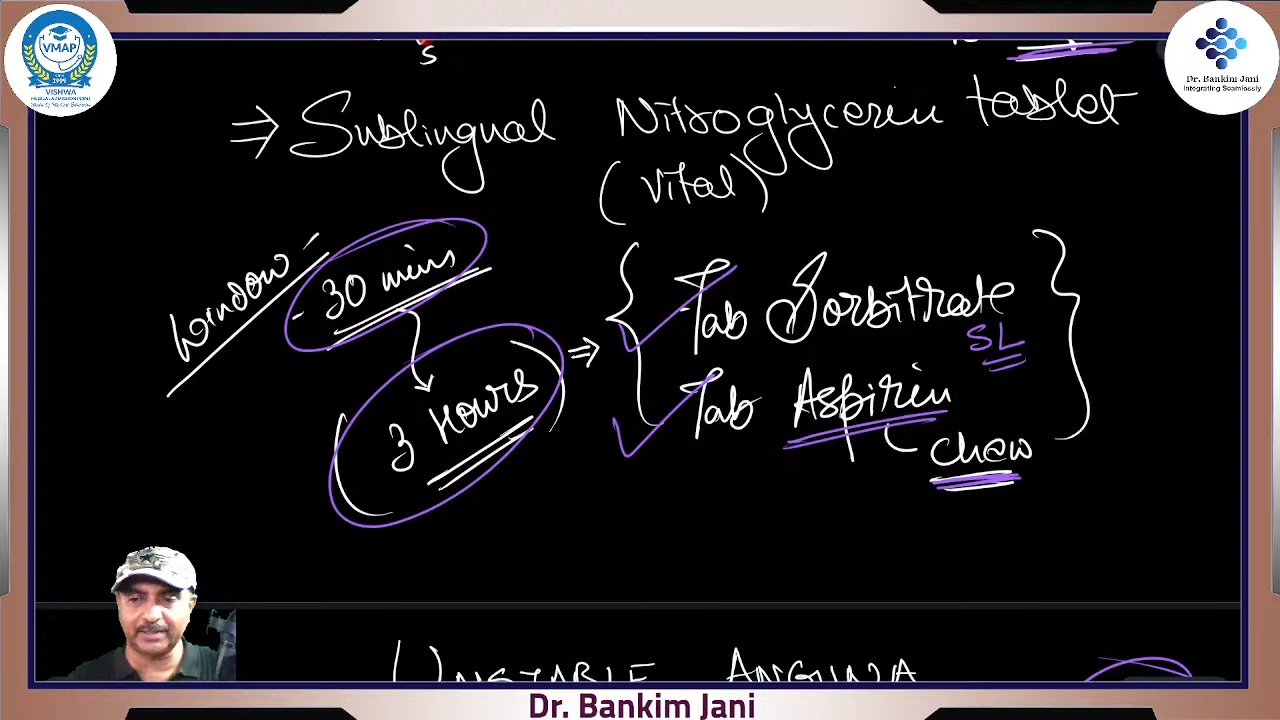 VMAP
VISHWA
Dr. Bankim Jani
Integrating Seamlessly
⇒ Sublingual Nitroglycerin tablet
(Vital)
Window - 30 mins
3 Hours ⇒
Tab Sorbitrate
SL
Tab Aspirin
Chew
UNSTABLE ANGINA
Dr. Bankim Jani